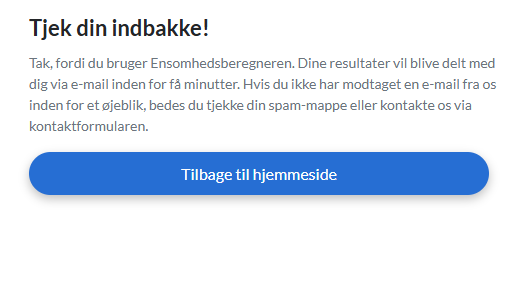 Tjek din indbakke!
Tak, fordi du bruger Ensomhedsberegneren. Dine resultater vil blive delt med
dig via e-mail inden for få minutter. Hvis du ikke har modtaget en e-mail fra os
inden for et øjeblik, bedes du tjekke din spam-mappe eller kontakte os via
kontaktformularen.
Tilbage til hjemmeside